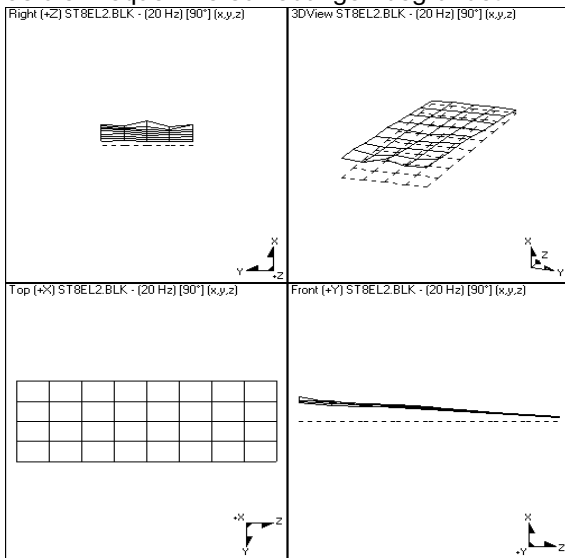 Right (+Z) ST8EL2.BLK - (20 Hz) [90°] (x,y,z)
3DView ST8EL2.BLK - (20 Hz) [90°] (x,y,z)
X
Y
+Z
X
Z
Y
Top (+X) ST8EL2.BLK - (20 Hz) [90°] (x,y,z)
Front (+Y) ST8EL2.BLK - (20 Hz) [90°] (x,y,z)
+X
Z
Y
X
+Y
Z